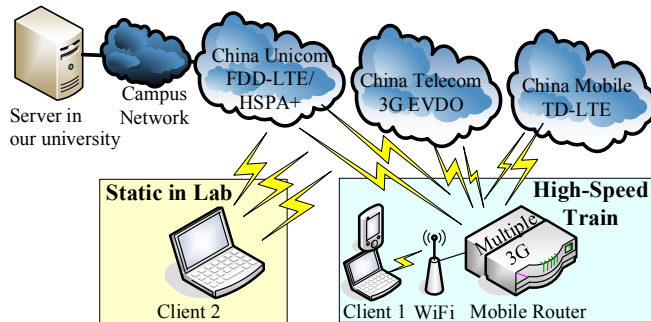 China Unicom
FDD-LTE/
HSPA+
China Telecom
3G EVDO
China Mobile
TD-LTE
Server in
our university
Campus
Network
Static in Lab
Client 2
High-Speed
Train
Multiple
3G
Client 1
WiFi
Mobile Router